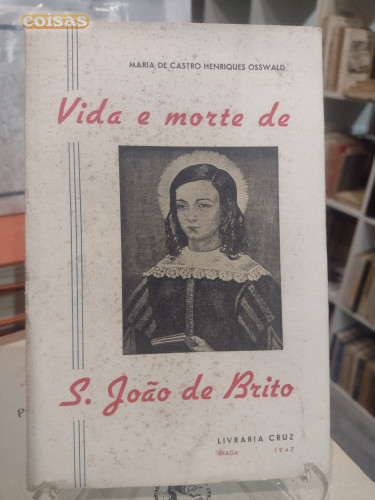 coisas
MARIA DE CASTRO HENRIQUES OSSWALD
Vida e morte de
S. João de Brito
LIVRARIA CRUZ
BRAGA 1947